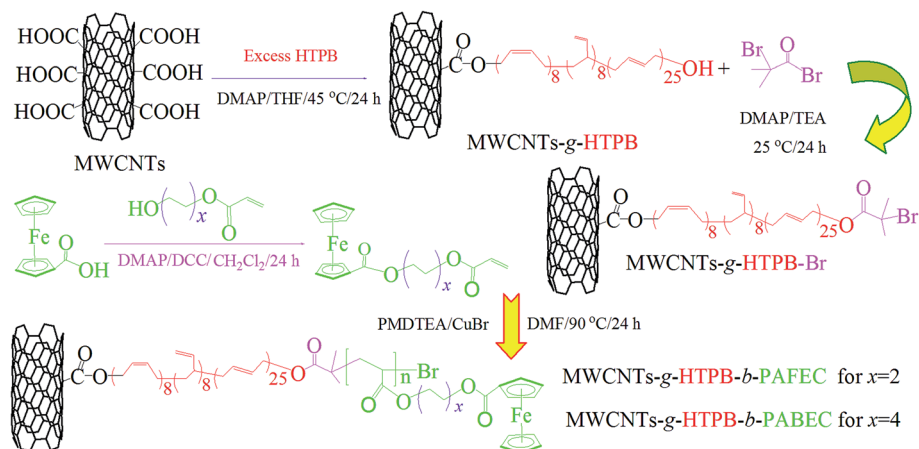 HOOC COOH
HOOC COOH
HOOC COOH
MWCNTs
Excess HTPB
DMAP/THF/45 °C/24 h
O
C
O
8
8
25
OH
+
MWCNTs-g-HTPB
Br O
Br
DMAP/TEA
25 °C/24 h
Fe
O
OH
HO
x
O
O
DMAP/DCC/ CH2Cl2/24 h
Fe
O
O
x
O
O
O
C
O
8
8
25
O
O
Br
MWCNTs-g-HTPB-Br
PMDTEA/CuBr
DMF/90 °C/24 h
O
C
O
8
8
25
O
O
n
Br
O
O
x
O
O
Fe
MWCNTs-g-HTPB-b-PAFEC for x=2
MWCNTs-g-HTPB-b-PABEC for x=4